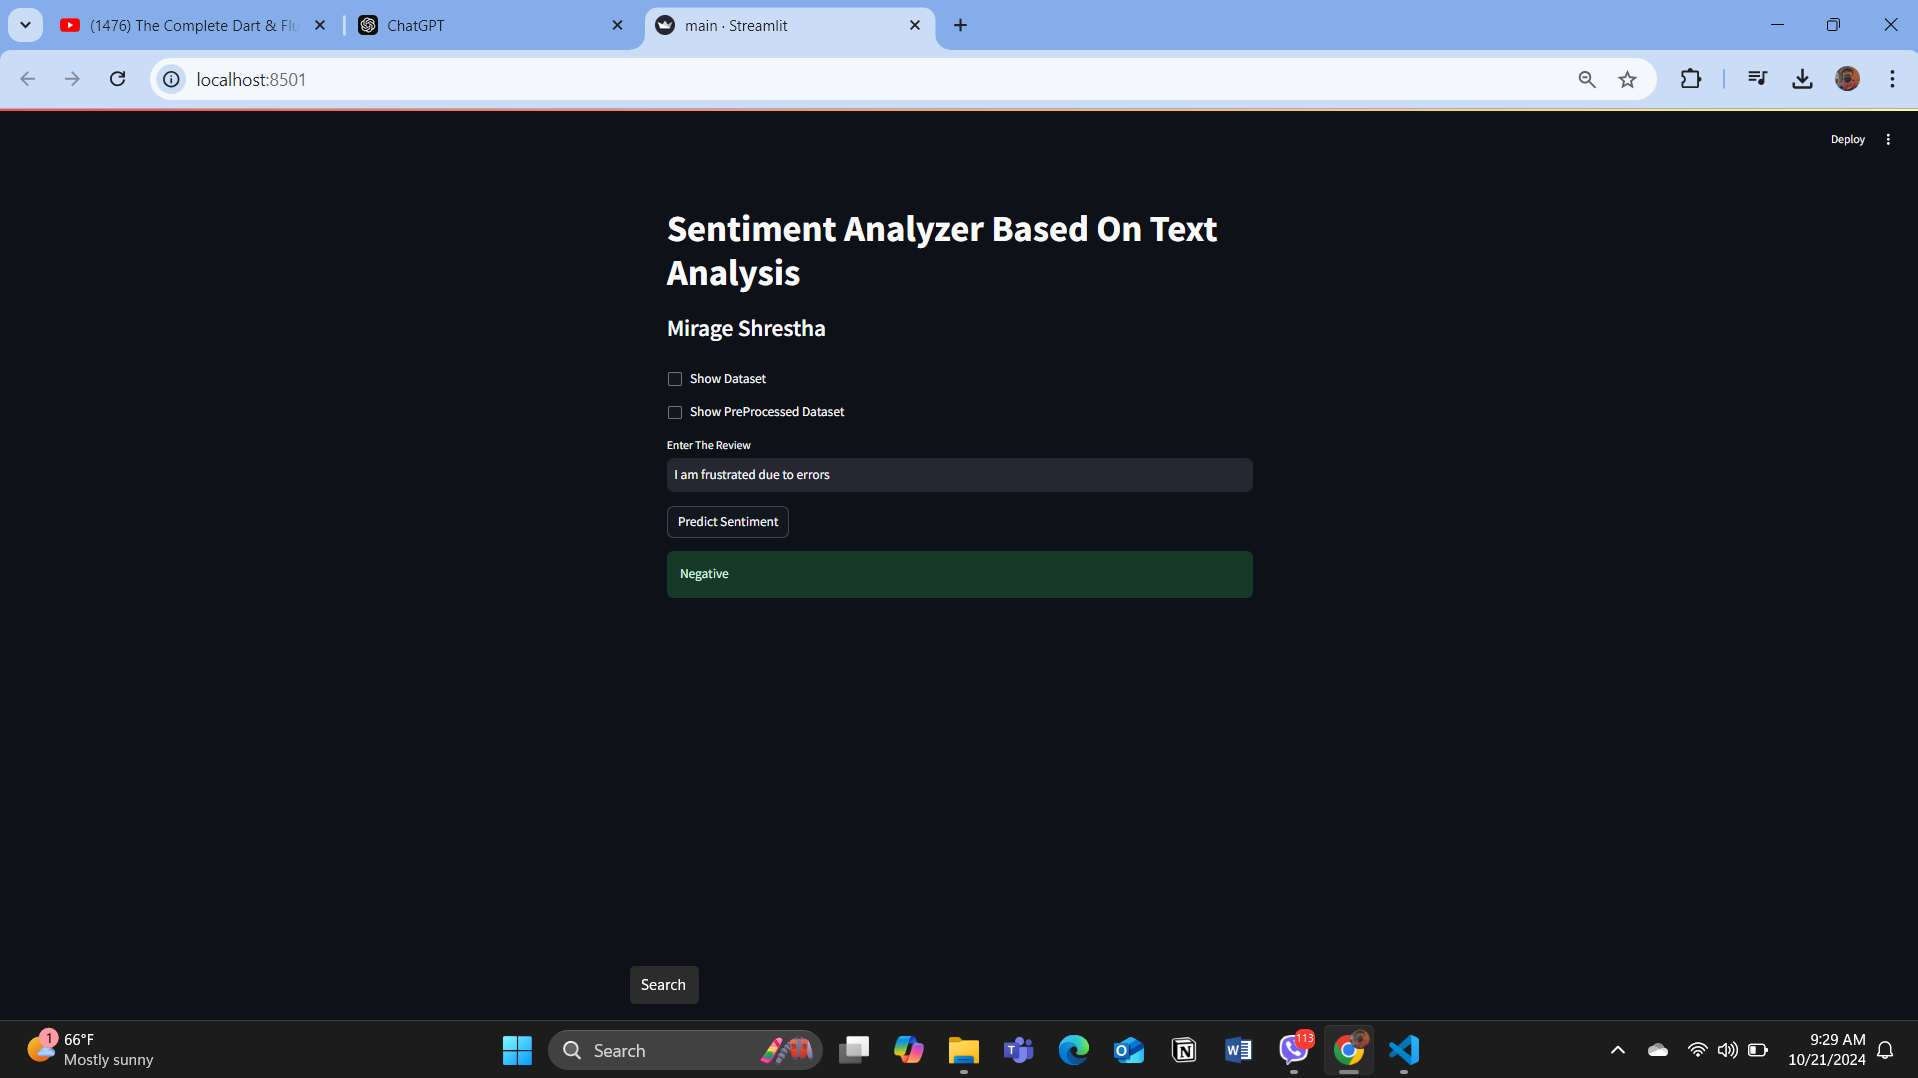 (1476) The Complete Dart & Flu
ChatGPT
main · Streamlit
localhost:8501
Deploy
Sentiment Analyzer Based On Text
Analysis
Mirage Shrestha
Show Dataset
Show PreProcessed Dataset
Enter The Review
I am frustrated due to errors
Predict Sentiment
Negative
Search
1
66°F
Mostly sunny
Search
113
9:29 AM
10/21/2024